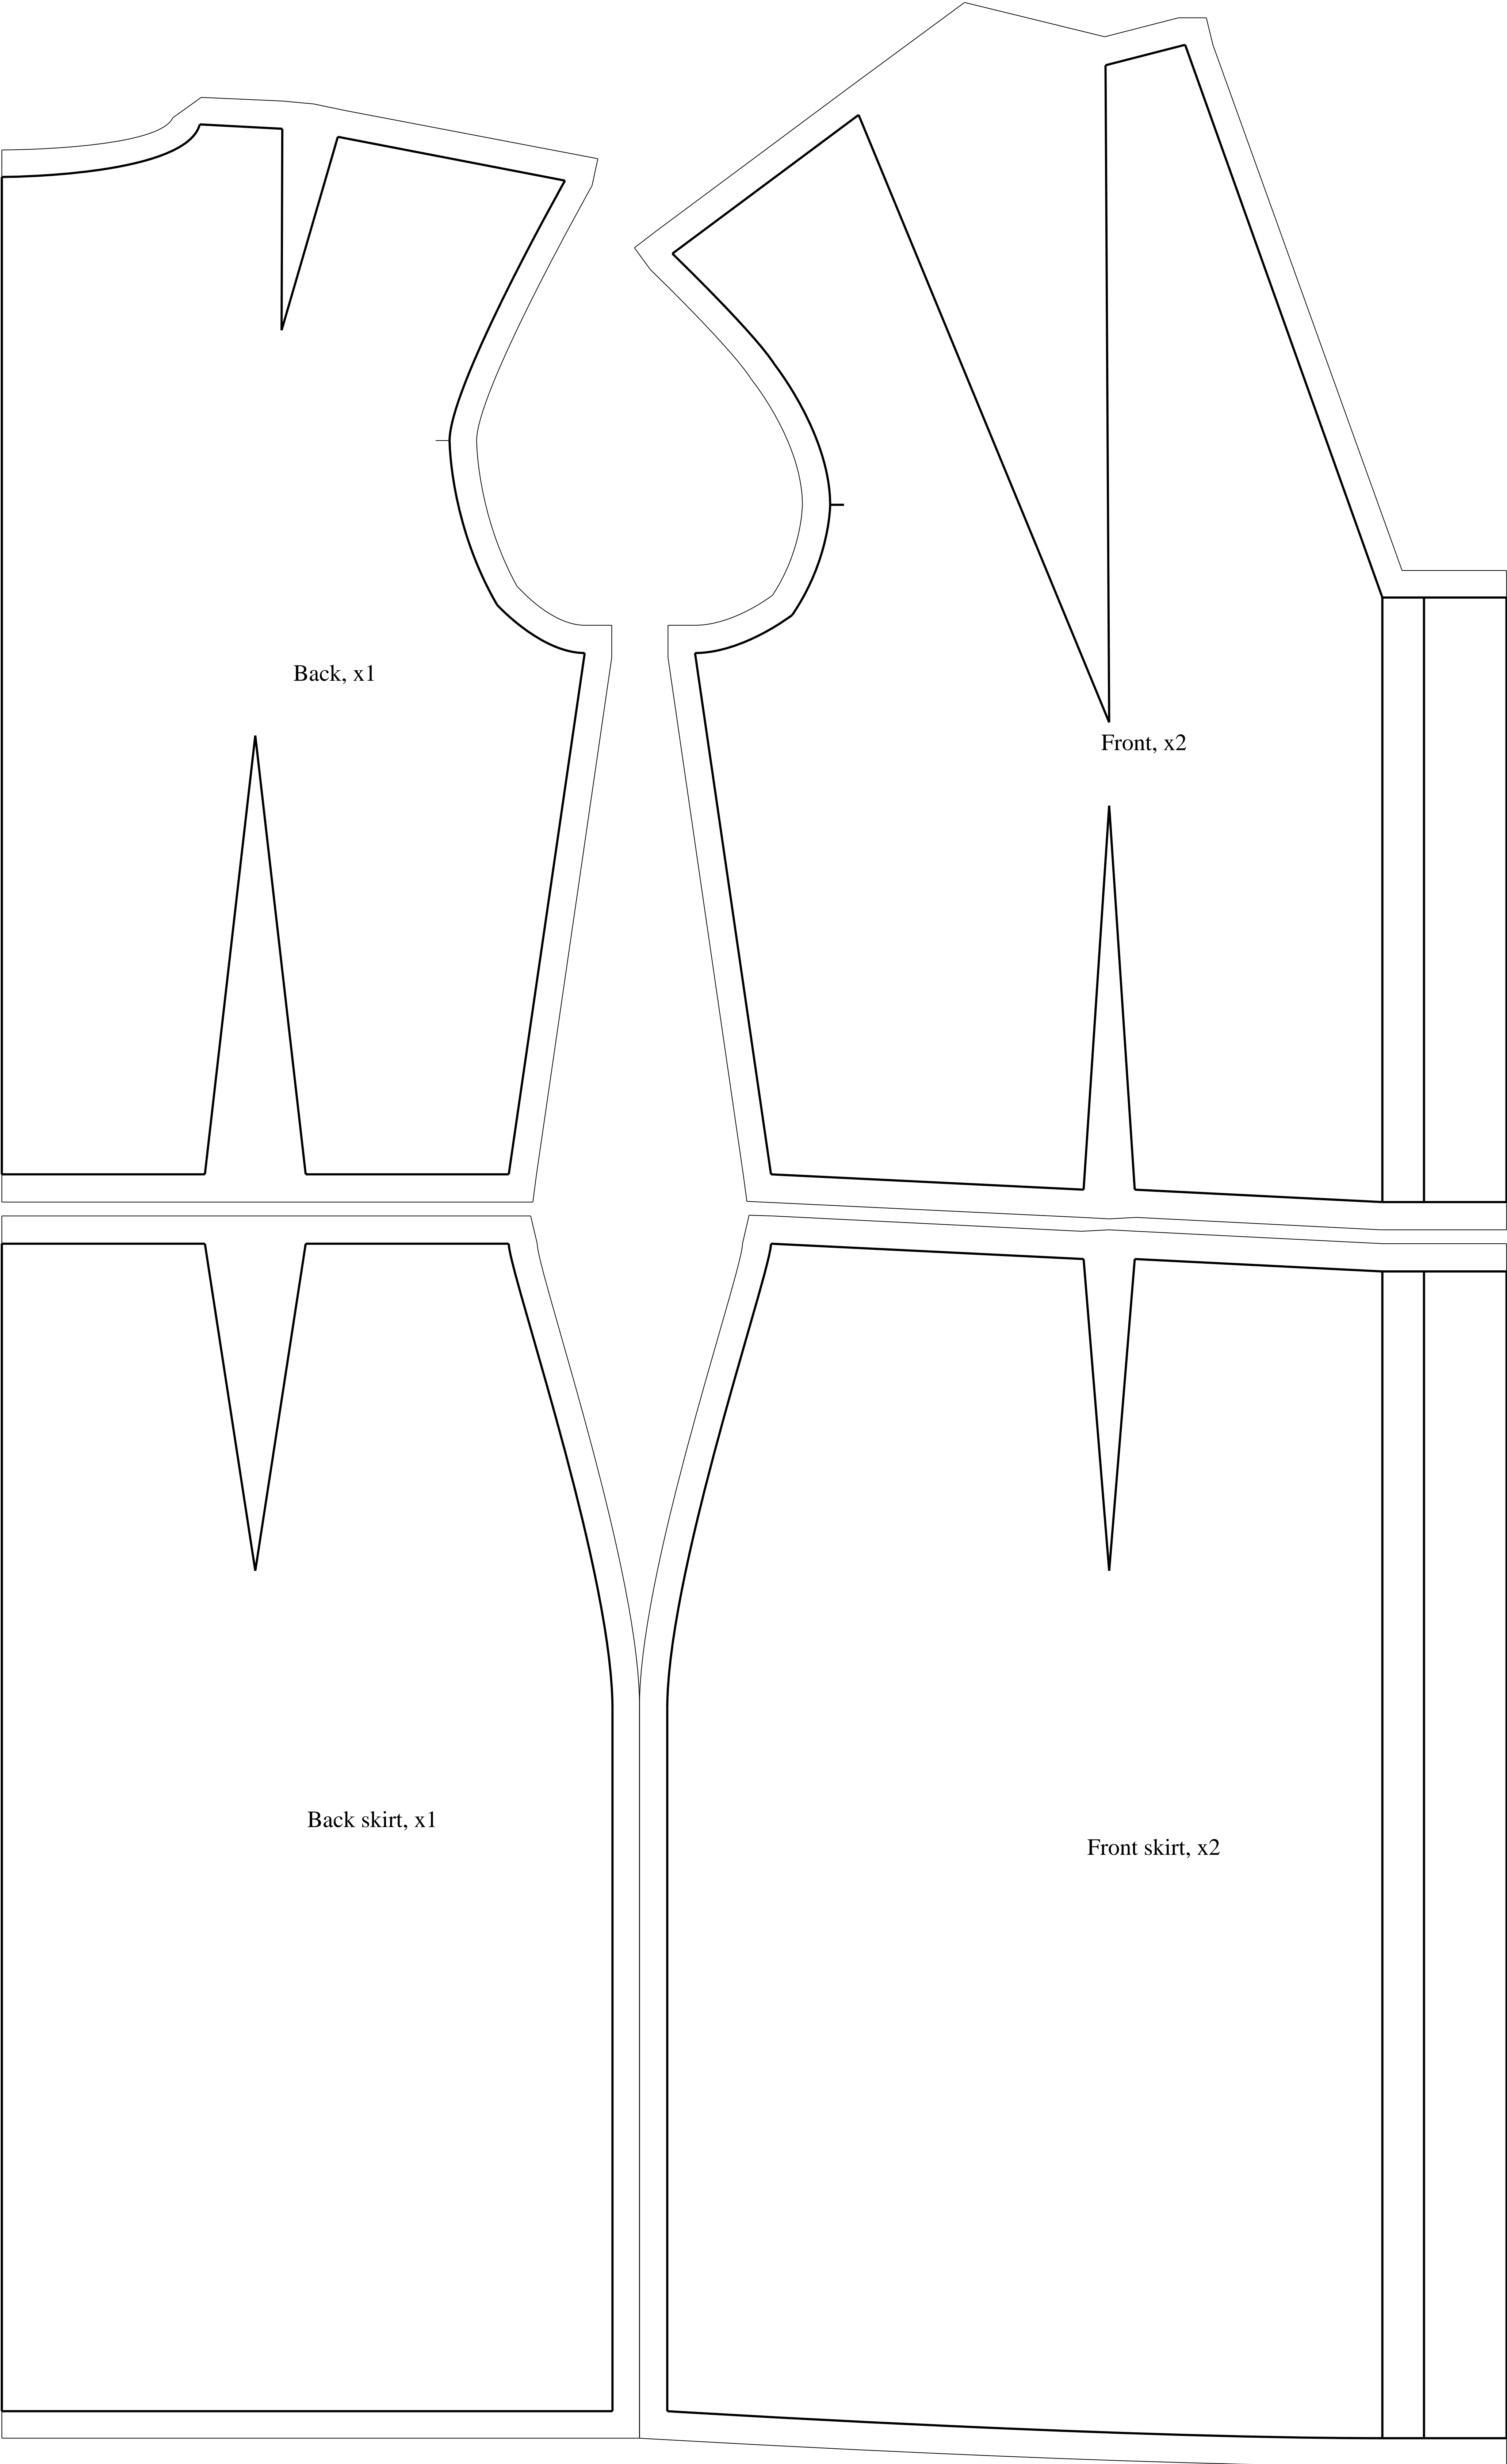 Back, x1
Front, x2
Back skirt, x1
Front skirt, x2